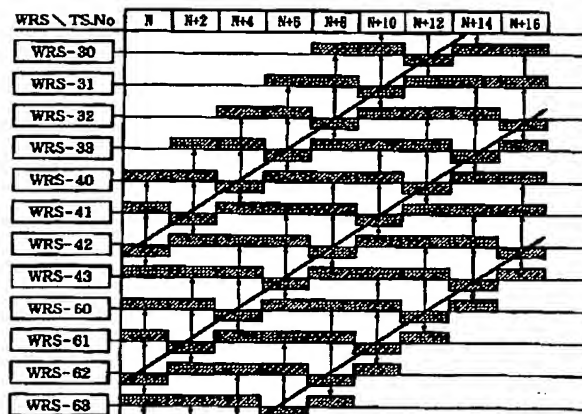 WRS \ TS.No N N+2 N+4 N+6 N+8 N+10 N+12 N+14 N+16
WRS-30
WRS-31
WRS-32
WRS-33
WRS-40
WRS-41
WRS-42
WRS-43
WRS-60
WRS-61
WRS-62
WRS-63